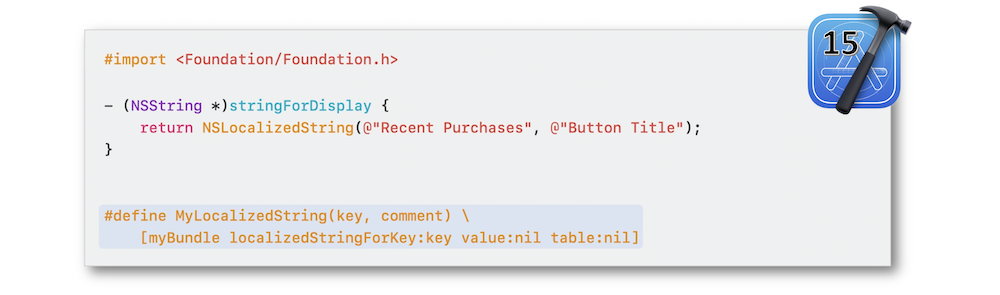 15
#import <Foundation/Foundation.h>
- (NSString *)stringForDisplay {
return NSLocalizedString(@"Recent Purchases", @"Button Title");
}
#define MyLocalizedString(key, comment) \
[myBundle localizedStringForKey:key value:nil table:nil]